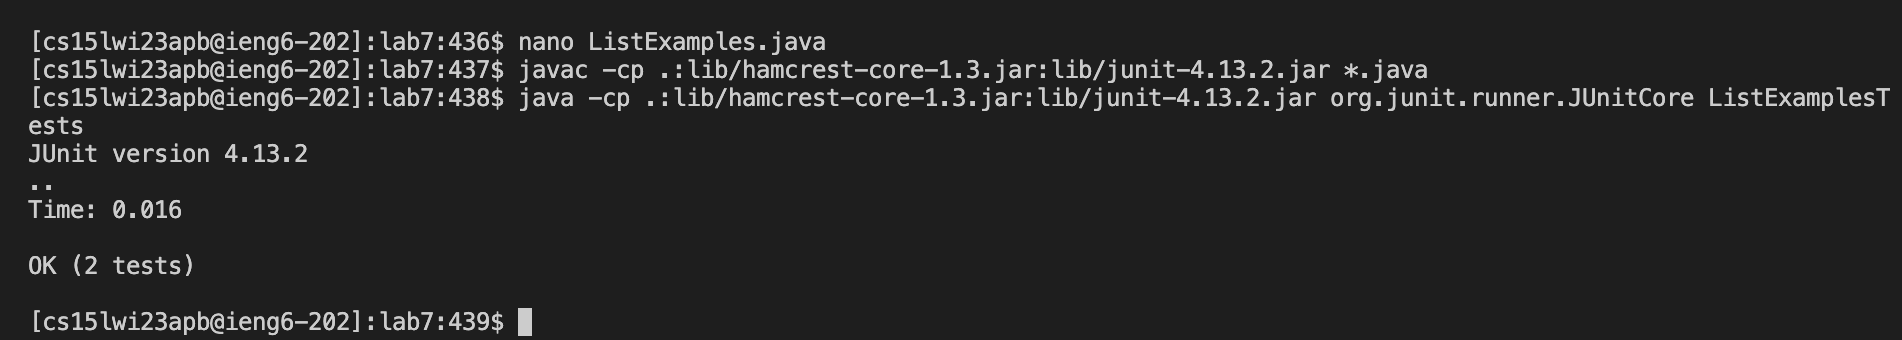 [cs15lwi23apb@ieng6-202]:lab7:436$ nano ListExamples.java
[cs15lwi23apb@ieng6-202]:lab7:437$ javac -cp .:lib/hamcrest-core-1.3.jar:lib/junit-4.13.2.jar *.java
[cs15lwi23apb@ieng6-202]:lab7:438$ java -cp .:lib/hamcrest-core-1.3.jar:lib/junit-4.13.2.jar org.junit.runner.JUnitCore ListExamplesT
ests
JUnit version 4.13.2
..
Time: 0.016
OK (2 tests)
[cs15lwi23apb@ieng6-202]:lab7:439$